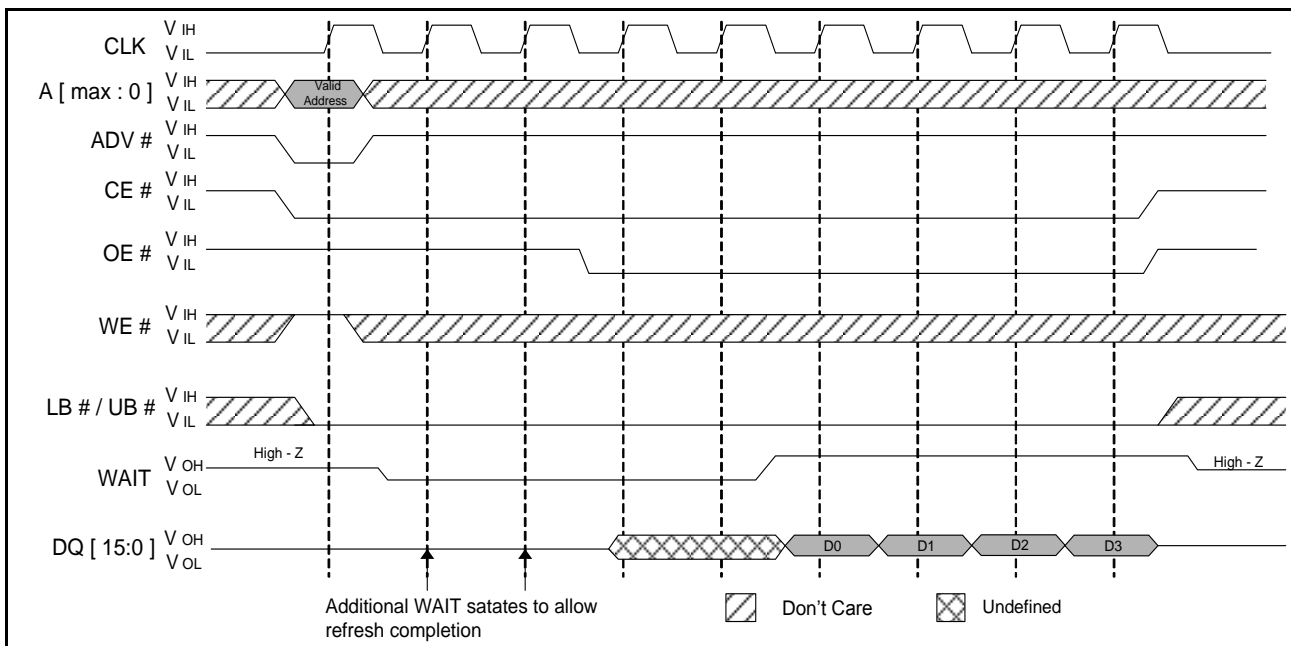 CLK V IH
V IL
A [ max : 0 ] V IH
V IL
Valid
Address
ADV # V IH
V IL
CE # V IH
V IL
OE # V IH
V IL
WE # V IH
V IL
LB # / UB # V IH
V IL
WAIT V OH
V OL
High - Z
High - Z
DQ [ 15:0 ] V OH
V OL
D0 D1 D2 D3
Additional WAIT satates to allow
refresh completion
Don't Care
Undefined